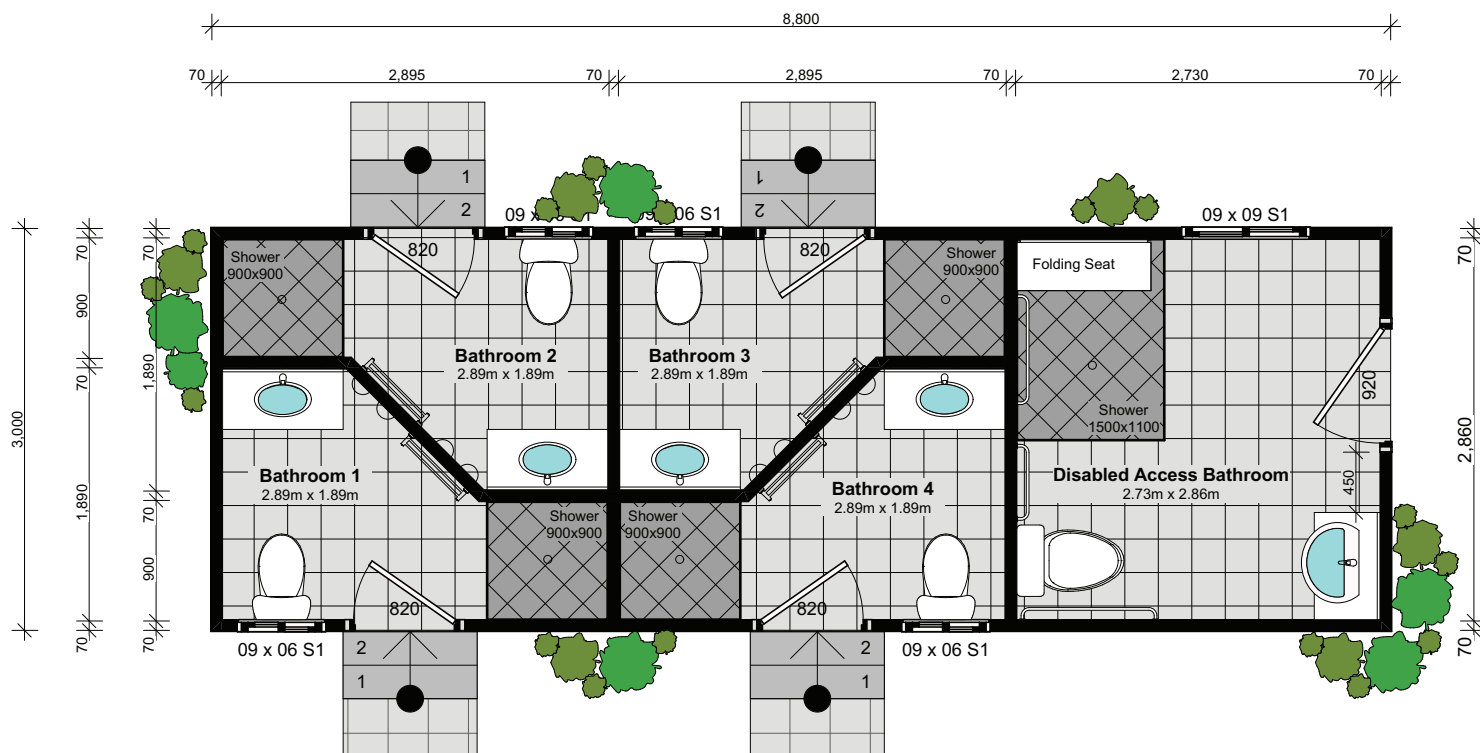 8,800
70
2,895
70
2,895
70
2,730
70
1
2
1
2
09 x
06 S1
09 x 09 S1
820
820
Shower
900x900
Shower
900x900
Folding Seat
Bathroom 2
2.89m x 1.89m
Bathroom 3
2.89m x 1.89m
Shower
1500x1100
920
Bathroom 1
2.89m x 1.89m
Bathroom 4
2.89m x 1.89m
Disabled Access Bathroom
2.73m x 2.86m
450
Shower
900x900
Shower
900x900
820
820
09 x 06 S1
09 x 06 S1
2
1
2
1
3,000
70
900
70
1,890
70
70
1,890
70
900
70
70
2,860
70